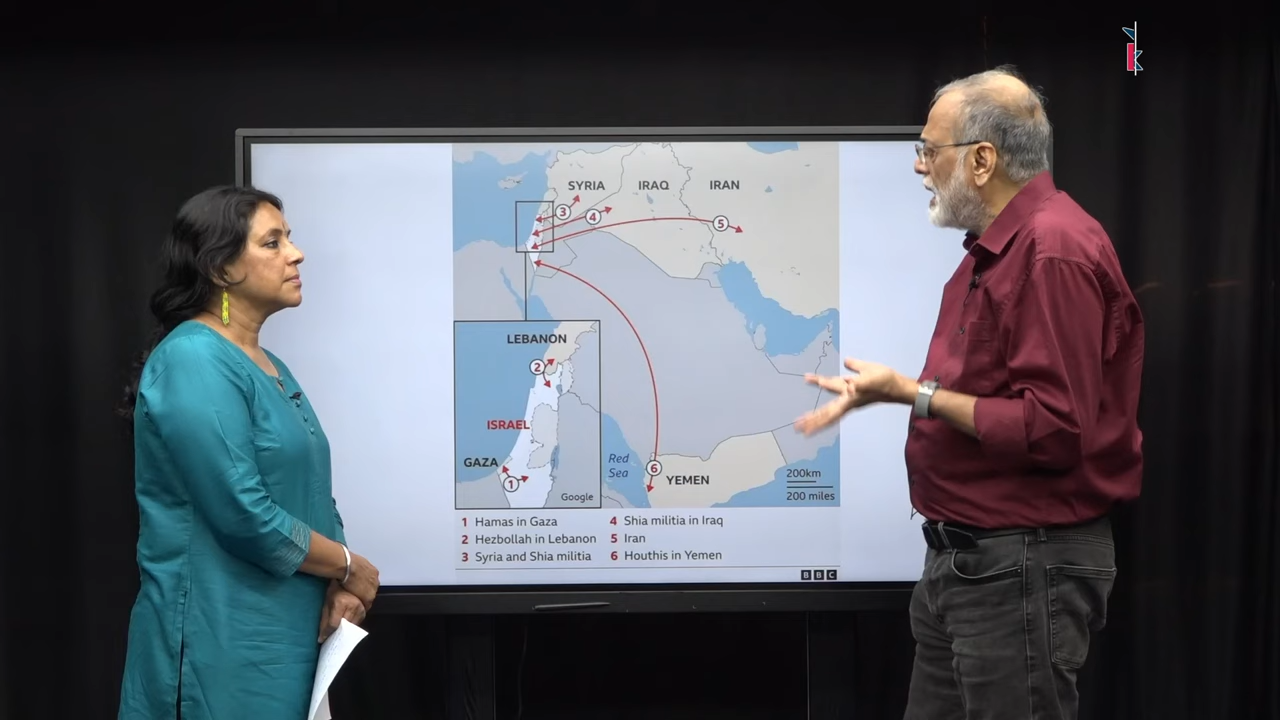 SYRIA
IRAQ
IRAN
3
4
5
LEBANON
2
ISRAEL
GAZA
1
Google
Red
Sea
6
YEMEN
200km
200 miles
1 Hamas in Gaza
2 Hezbollah in Lebanon
3 Syria and Shia militia
4 Shia militia in Iraq
5 Iran
6 Houthis in Yemen
BBC